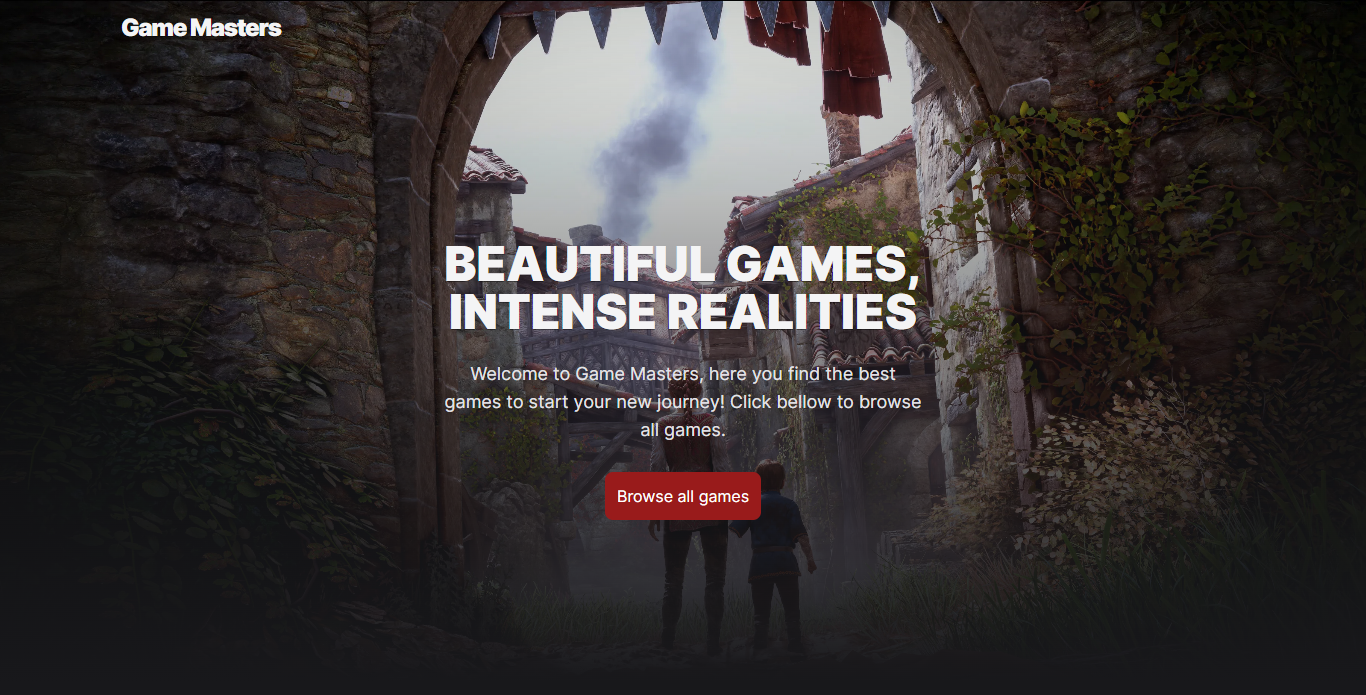 Game Masters
BEAUTIFUL GAMES,
INTENSE REALITIES
Welcome to Game Masters, here you find the best
games to start your new journey! Click bellow to browse
all games.
Browse all games